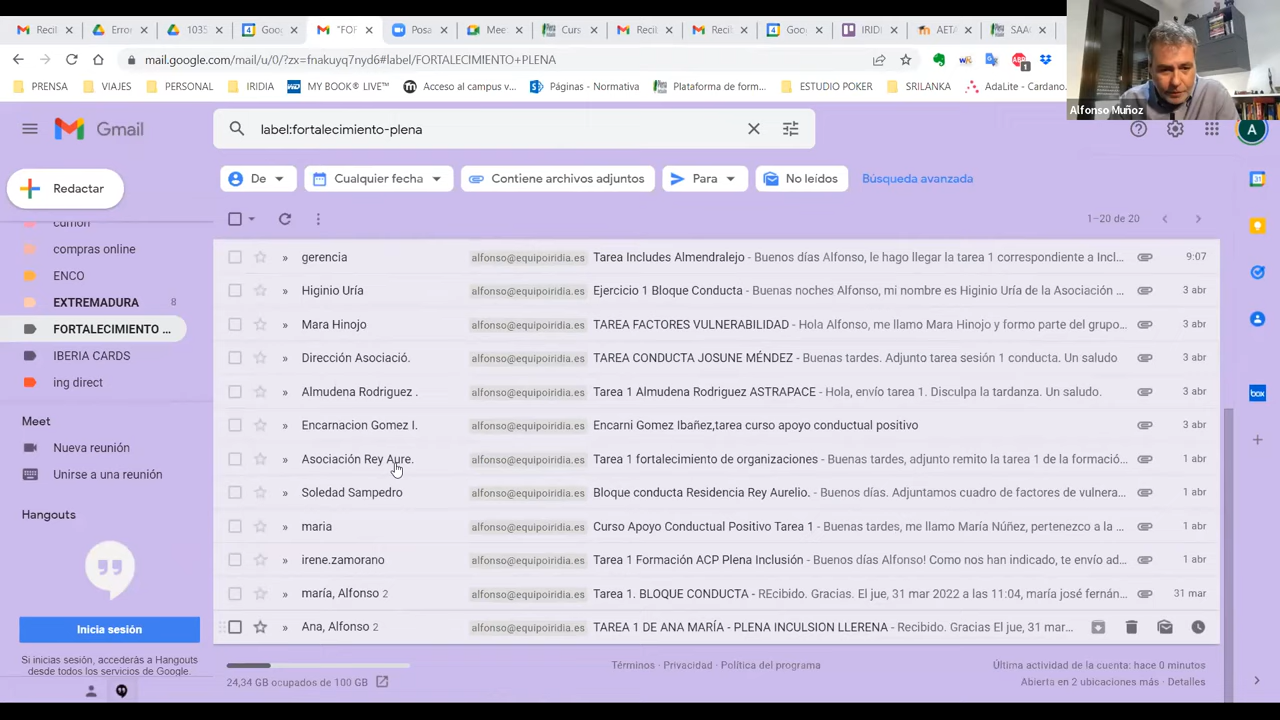 Recil
Error
1035
Goog
"FOR
Posa
Mee
Curs
Recil
Recil
Goog
IRIDI
AETA
SAAC
mail.google.com/mail/u/0/?zx=fnakuyq7nyd6#label/FORTALECIMIENTO+PLENA
PRENSA
VIAJES
PERSONAL
IRIDIA
MY BOOK® LIVE™
Acceso al campus v...
Páginas - Normativa
Plataforma de form...
ESTUDIO POKER
SRILANKA
AdaLite - Cardano.
Alfonso Muñoz
Gmail
label:fortalecimiento-plena
A
Redactar
De
Cualquier fecha
Contiene archivos adjuntos
Para
No leídos
Búsqueda avanzada
1–20 de 20
compras online
ENCO
EXTREMADURA 8
FORTALECIMIENTO ...
IBERIA CARDS
ing direct
Meet
Nueva reunión
Unirse a una reunión
Hangouts
Inicia sesión
Si inicias sesión, accederás a Hangouts
desde todos los servicios de Google.
gerencia alfonso@equipoiridia.es Tarea Includes Almendralejo - Buenos días Alfonso, le hago llegar la tarea 1 correspondiente a Incl... 9:07
Higinio Uría alfonso@equipoiridia.es Ejercicio 1 Bloque Conducta - Buenas noches Alfonso, mi nombre es Higinio Uría de la Asociación ... 3 abr
Mara Hinojo alfonso@equipoiridia.es TAREA FACTORES VULNERABILIDAD - Hola Alfonso, me llamo Mara Hinojo y formo parte del grupo... 3 abr
Dirección Asociació. alfonso@equipoiridia.es TAREA CONDUCTA JOSUNE MÉNDEZ - Buenas tardes. Adjunto tarea sesión 1 conducta. Un saludo 3 abr
Almudena Rodriguez . alfonso@equipoiridia.es Tarea 1 Almudena Rodriguez ASTRAPACE - Hola, envío tarea 1. Disculpa la tardanza. Un saludo. 3 abr
Encarnacion Gomez I. alfonso@equipoiridia.es Encarni Gomez Ibañez,tarea curso apoyo conductual positivo 3 abr
Asociación Rey Aure. alfonso@equipoiridia.es Tarea 1 fortalecimiento de organizaciones - Buenas tardes, adjunto remito la tarea 1 de la formació... 1 abr
Soledad Sampedro alfonso@equipoiridia.es Bloque conducta Residencia Rey Aurelio. - Buenos días. Adjuntamos cuadro de factores de vulnera... 1 abr
maria alfonso@equipoiridia.es Curso Apoyo Conductual Positivo Tarea 1 - Buenas tardes, me llamo María Núñez, pertenezco a la ... 1 abr
irene.zamorano alfonso@equipoiridia.es Tarea 1 Formación ACP Plena Inclusión - Buenos días Alfonso! Como nos han indicado, te envío ad... 1 abr
maría, Alfonso 2 alfonso@equipoiridia.es Tarea 1. BLOQUE CONDUCTA - REcibido. Gracias. El jue, 31 mar 2022 a las 11:04, maría josé fernán... 31 mar
Ana, Alfonso 2 alfonso@equipoiridia.es TAREA 1 DE ANA MARÍA - PLENA INCULSION LLERENA - Recibido. Gracias El jue, 31 mar...
24,34 GB ocupados de 100 GB
Términos · Privacidad · Política del programa
Última actividad de la cuenta: hace 0 minutos
Abierta en 2 ubicaciones más · Detalles